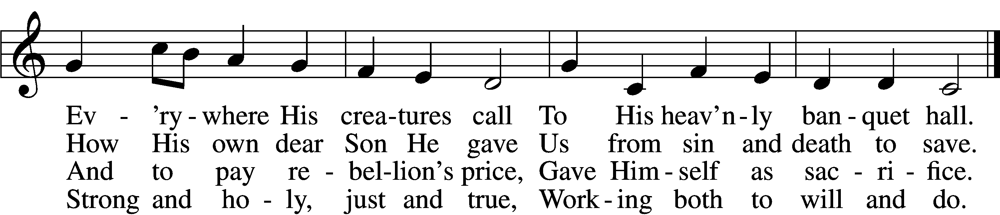 Ev - ’ry - where His crea - tures call To His heav’n - ly ban - quet hall.
How His own dear Son He gave Us from sin and death to save.
And to pay re - bel - lion’s price, Gave Him - self as sac - ri - fice.
Strong and ho - ly, just and true, Work - ing both to will and do.